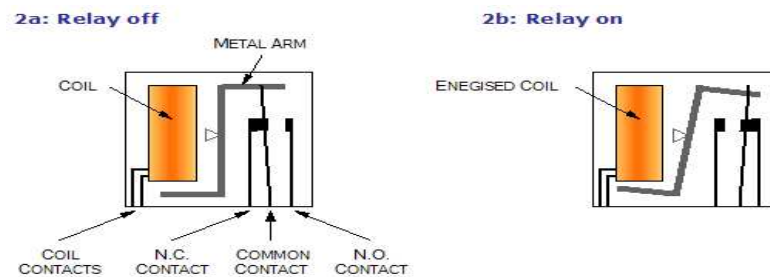 2a: Relay off
2b: Relay on
METAL ARM
COIL
ENEGISED COIL
COIL CONTACTS
N.C. CONTACT
COMMON CONTACT
N.O. CONTACT